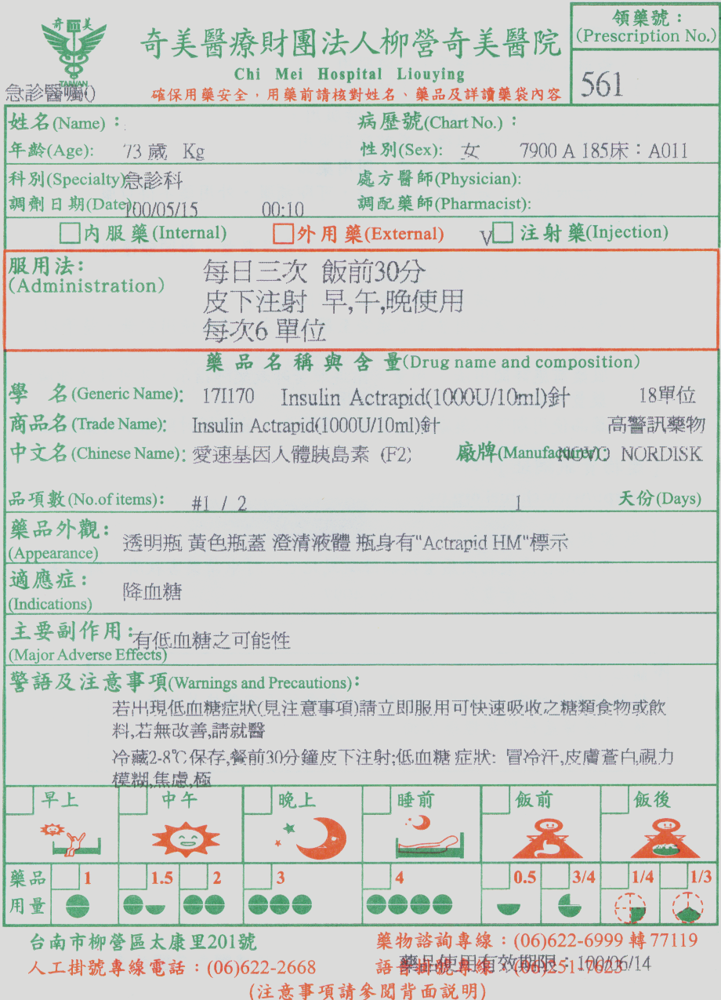 奇美
TAIWAN
奇美醫療財團法人柳營奇美醫院
Chi Mei Hospital Liouying
急診醫囑()
確保用藥安全,用藥前請核對姓名、藥品及詳讀藥袋內容
領藥號:
(Prescription No.)
561
姓名(Name): 病歷號(Chart No.):
年齡(Age): 73 歲 Kg 性別(Sex): 女 7900 A 185床:A011
科別(Specialty) 急診科 處方醫師(Physician):
調劑日期(Date) 100/05/15 00:10 調配藥師(Pharmacist):
內服藥(Internal) 外用藥(External) V 注射藥(Injection)
服用法: 每日三次 飯前30分
(Administration) 皮下注射 早,午,晚使用
每次6 單位
藥品名稱與含量(Drug name and composition)
學 名(Generic Name): 17I170 Insulin Actrapid(1000U/10ml)針 18單位
商品名(Trade Name): Insulin Actrapid(1000U/10ml)針 高警訊藥物
中文名(Chinese Name): 愛速基因人體胰島素 (F2) 廠牌(Manufacturer): NOVO NORDISK
品項數(No.of items): #1 / 2 1 天份(Days)
藥品外觀: 透明瓶 黃色瓶蓋 澄清液體 瓶身有"Actrapid HM"標示
(Appearance)
適應症: 降血糖
(Indications)
主要副作用: 有低血糖之可能性
(Major Adverse Effects)
警語及注意事項(Warnings and Precautions):
若出現低血糖症狀(見注意事項)請立即服用可快速吸收之糖類食物或飲
料,若無改善,請就醫
冷藏2-8℃保存,餐前30分鐘皮下注射;低血糖 症狀: 冒冷汗,皮膚蒼白,視力
模糊,焦慮,極
早上 中午 晚上 睡前 飯前 飯後
藥品 1 1.5 2 3 4 0.5 3/4 1/4 1/3
用量
台南市柳營區太康里201號 藥物諮詢專線:(06)622-6999 轉 77119
人工掛號專線電話:(06)622-2668 語音掛號專線:(06)251-7623
藥品使用有效期限: 100/06/14
(注意事項請參閱背面說明)